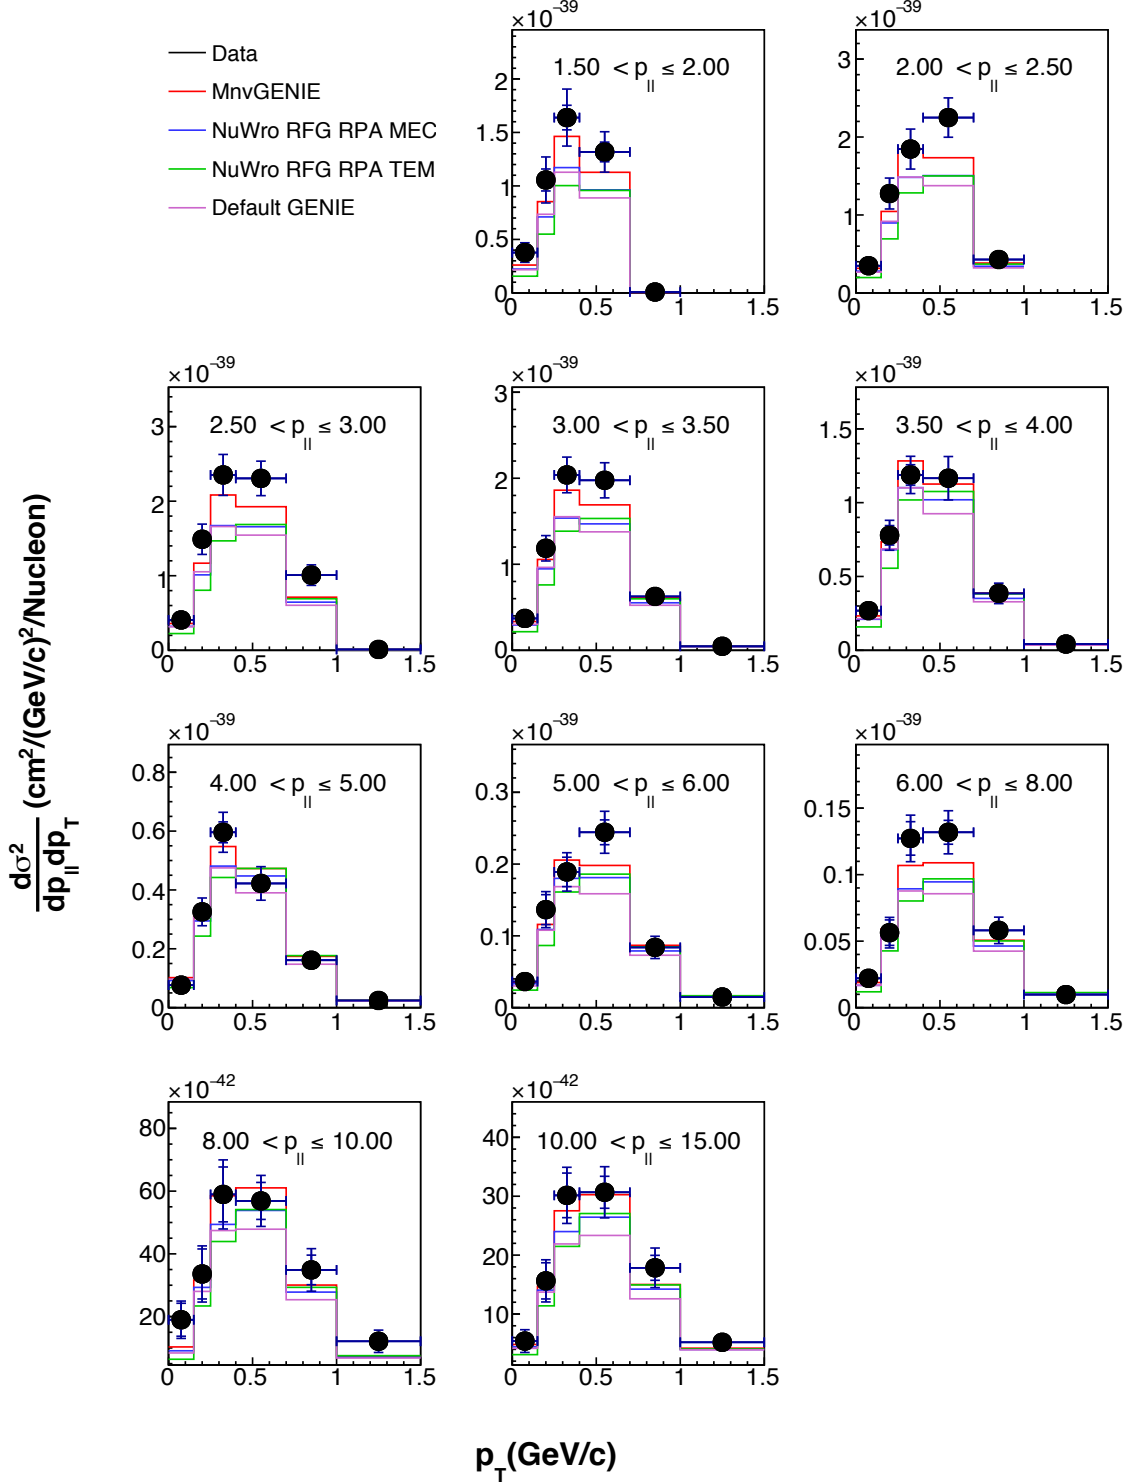 Data
MnvGENIE
NuWro RFG RPA MEC
NuWro RFG RPA TEM
Default GENIE
×10⁻³⁹
1.50 < p_|| ≤ 2.00
2
1.5
1
0.5
0
0 0.5 1 1.5
×10⁻³⁹
2.00 < p_|| ≤ 2.50
3
2
1
0
0 0.5 1 1.5
×10⁻³⁹
2.50 < p_|| ≤ 3.00
3
2
1
0
0 0.5 1 1.5
×10⁻³⁹
3.00 < p_|| ≤ 3.50
3
2
1
0
0 0.5 1 1.5
×10⁻³⁹
3.50 < p_|| ≤ 4.00
1.5
1
0.5
0
0 0.5 1 1.5
×10⁻³⁹
4.00 < p_|| ≤ 5.00
0.8
0.6
0.4
0.2
0
0 0.5 1 1.5
×10⁻³⁹
5.00 < p_|| ≤ 6.00
0.3
0.2
0.1
0
0 0.5 1 1.5
×10⁻³⁹
6.00 < p_|| ≤ 8.00
0.15
0.1
0.05
0
0 0.5 1 1.5
×10⁻⁴²
8.00 < p_|| ≤ 10.00
80
60
40
20
0 0.5 1 1.5
×10⁻⁴²
10.00 < p_|| ≤ 15.00
40
30
20
10
0 0.5 1 1.5
dσ²/dp_||dp_T (cm²/(GeV/c)²/Nucleon)
p_T(GeV/c)